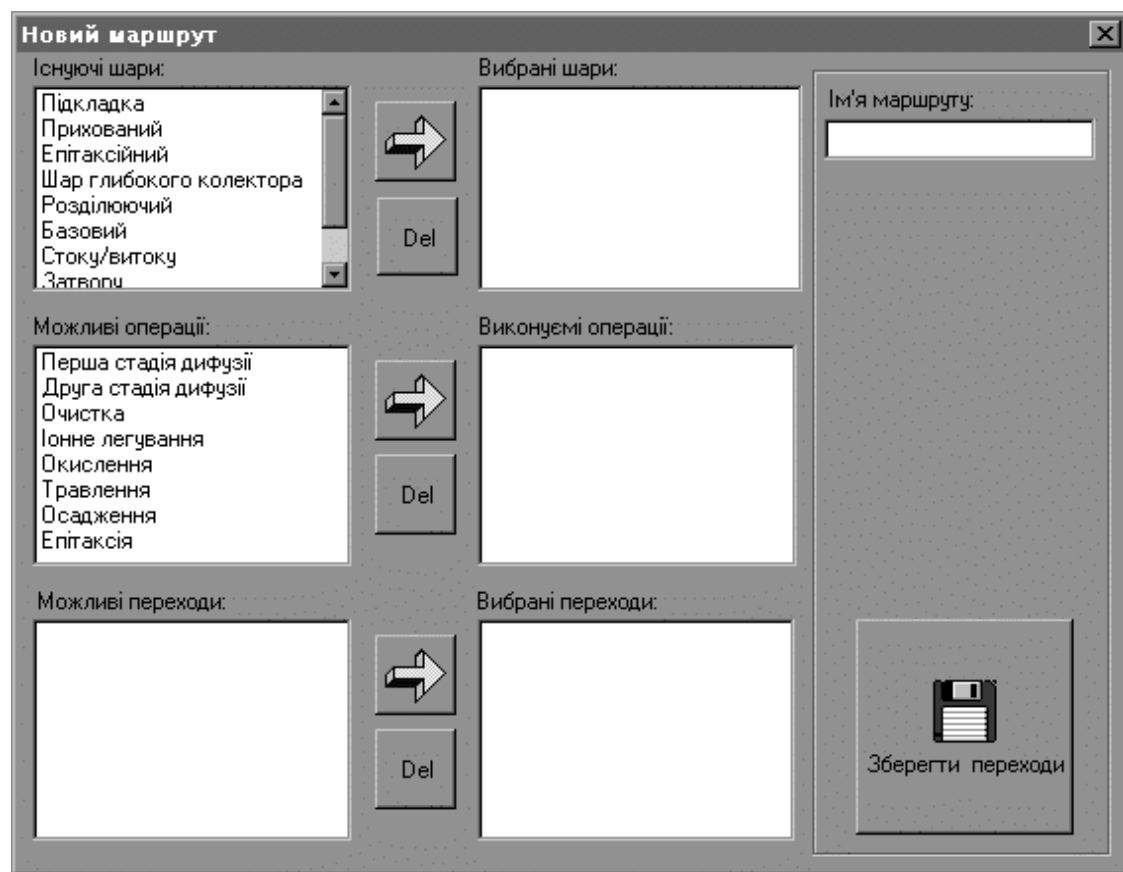 Новий маршрут
Існуючі шари:
Підкладка
Прихований
Епітаксійний
Шар глибокого колектора
Розділюючий
Базовий
Стоку/витоку
Затвору
Del
Вибрані шари:
Ім'я маршруту:
Можливі операції:
Перша стадія дифузії
Друга стадія дифузії
Очистка
Іонне легування
Окислення
Травлення
Осадження
Епітаксія
Del
Виконуємі операції:
Можливі переходи:
Del
Вибрані переходи:
Зберегти переходи